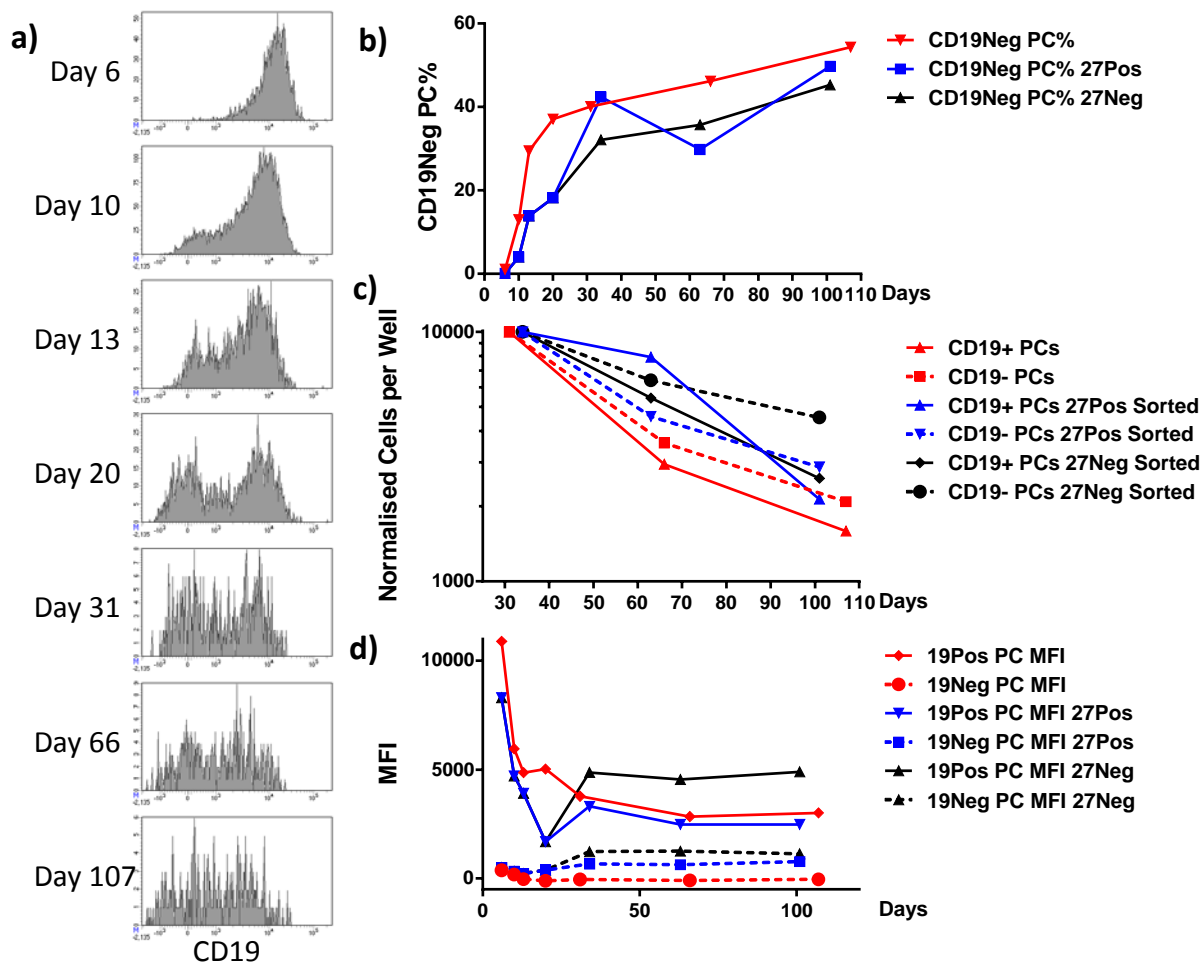 a)
Day 6
Day 10
Day 13
Day 20
Day 31
Day 66
Day 107
CD19
b)
CD19Neg PC%
60
40
20
0
0 10 20 30 40 50 60 70 80 90 100 110 Days
CD19Neg PC%
CD19Neg PC% 27Pos
CD19Neg PC% 27Neg
c)
Normalised Cells per Well
10000
1000
30 40 50 60 70 80 90 100 110 Days
CD19+ PCs
CD19- PCs
CD19+ PCs 27Pos Sorted
CD19- PCs 27Pos Sorted
CD19+ PCs 27Neg Sorted
CD19- PCs 27Neg Sorted
d)
MFI
10000
5000
0
0 50 100 Days
19Pos PC MFI
19Neg PC MFI
19Pos PC MFI 27Pos
19Neg PC MFI 27Pos
19Pos PC MFI 27Neg
19Neg PC MFI 27Neg